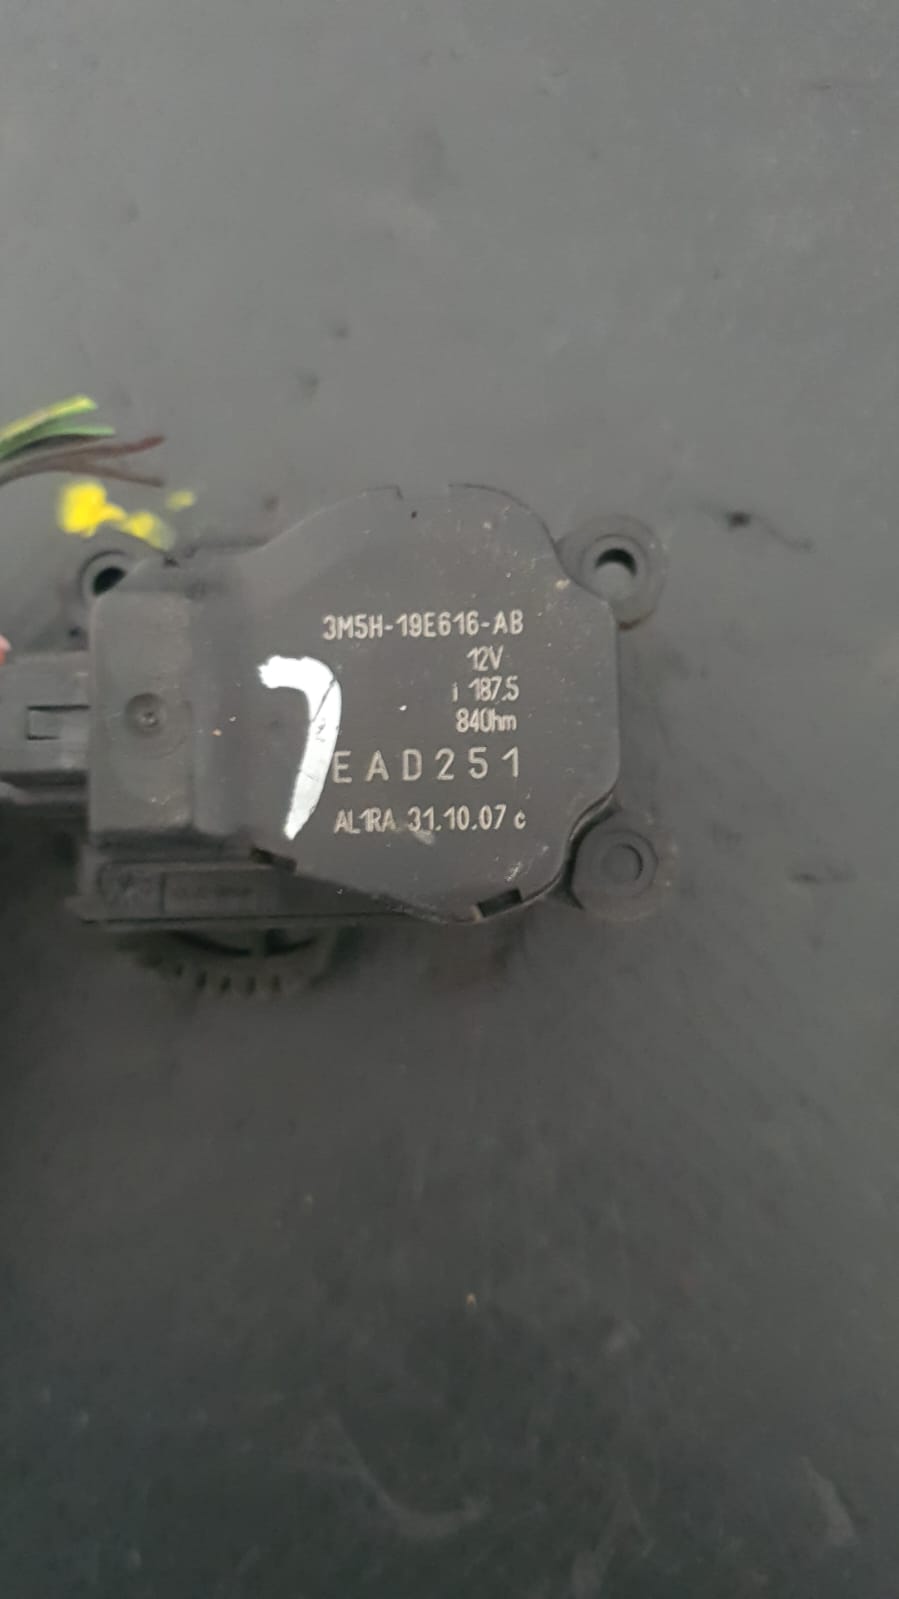 3M5H-19E616-AB
12V
i 187.5
84Ohm
EAD251
AL1RA 31.10.07 c